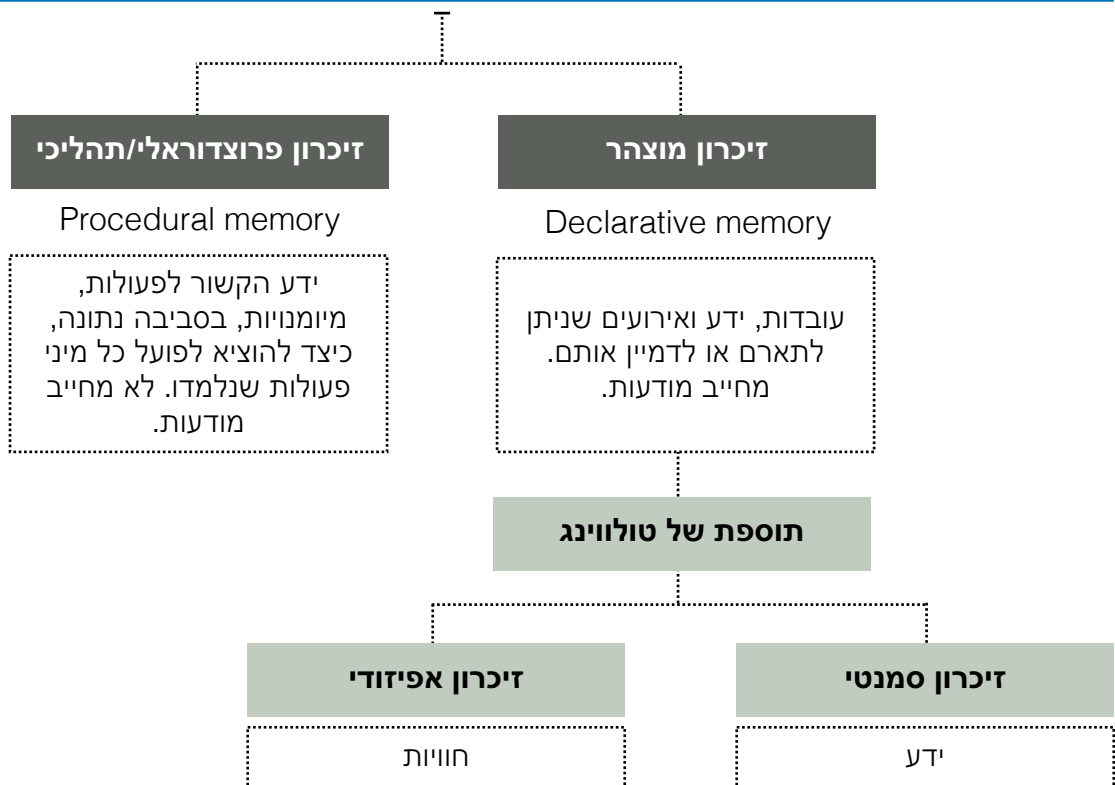 זיכרון מוצהר
זיכרון פרוצדוראלי/תהליכי
Declarative memory
Procedural memory
עובדות, ידע ואירועים שניתן
לתארם או לדמיין אותם.
מחייב מודעות.
ידע הקשור לפעולות,
מיומנויות, בסביבה נתונה,
כיצד להוציא לפועל כל מיני
פעולות שנלמדו. לא מחייב
מודעות.
תוספת של טולווינג
זיכרון סמנטי
זיכרון אפיזודי
ידע
חוויות